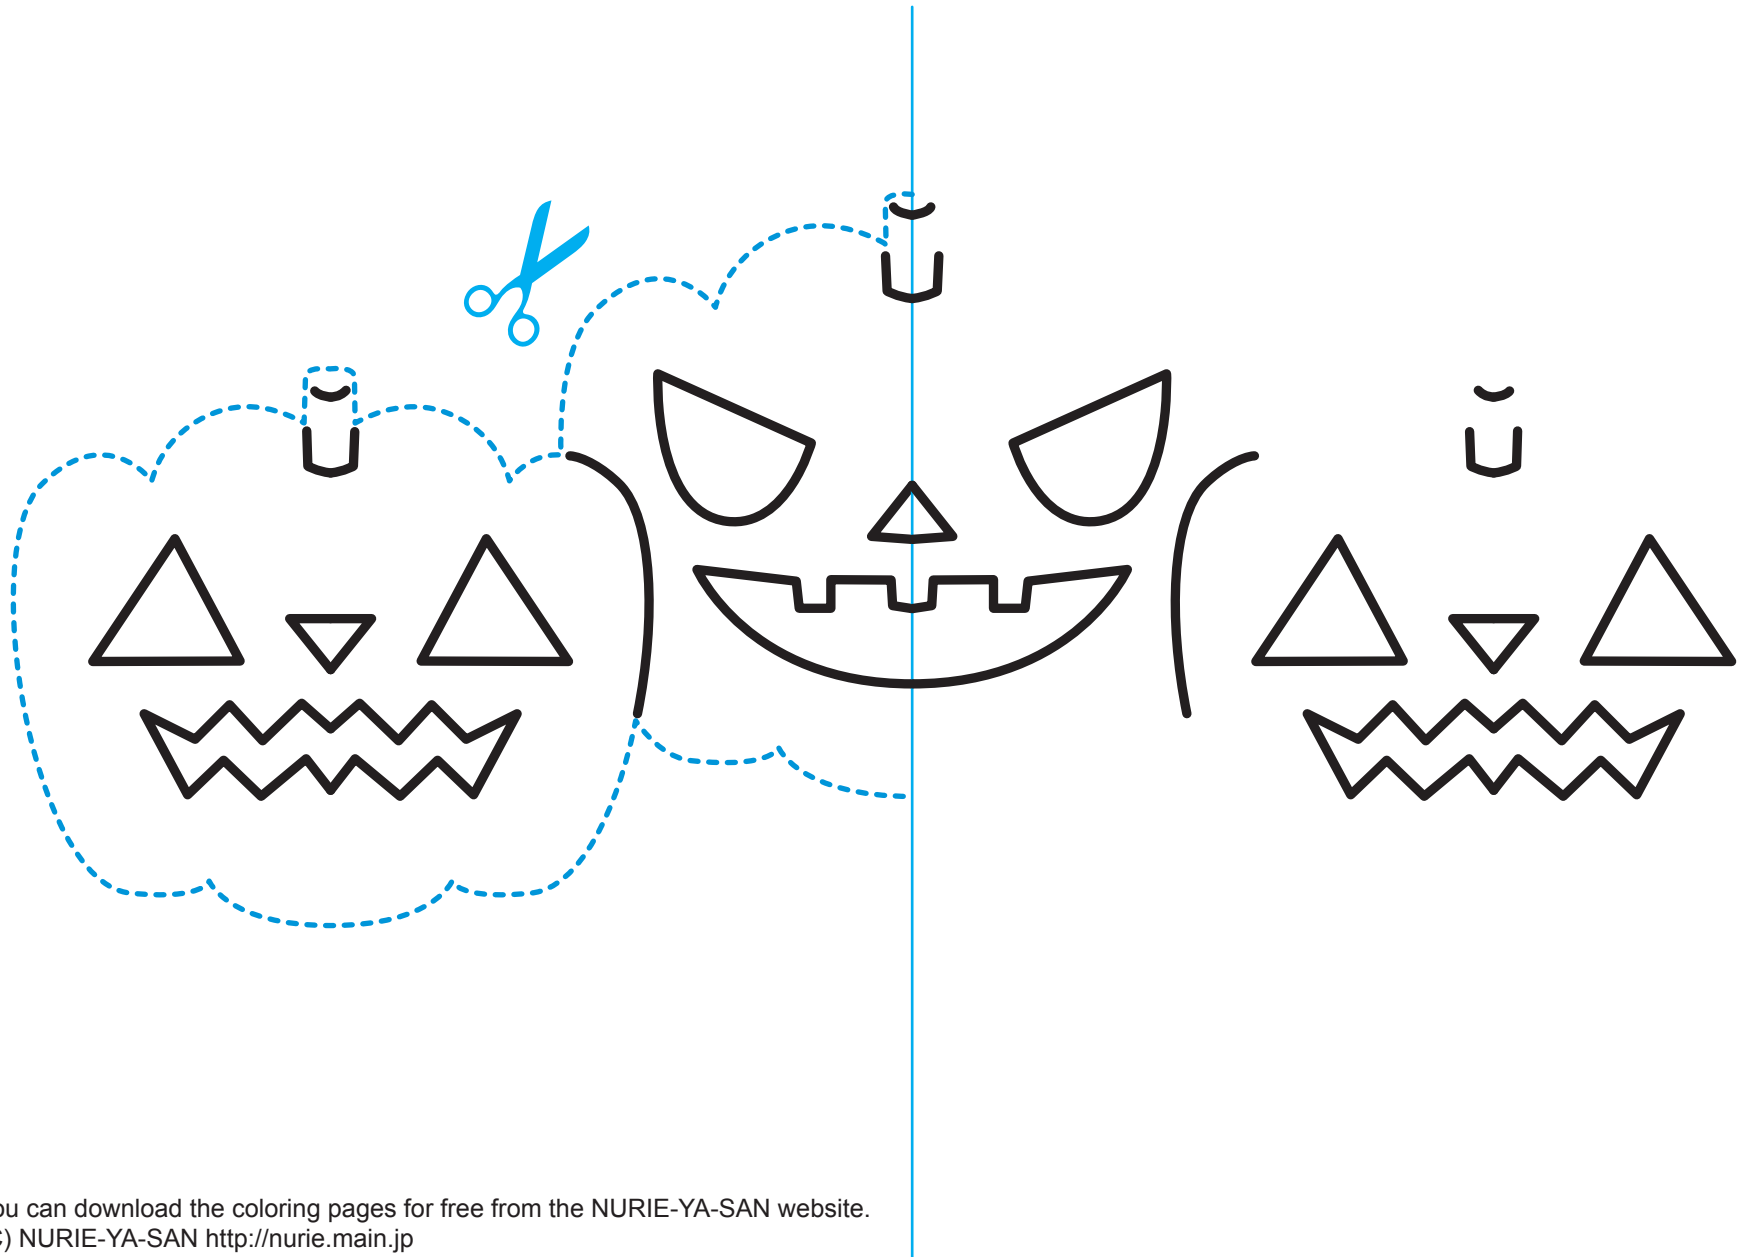 ou can download the coloring pages for free from the NURIE-YA-SAN website.
) NURIE-YA-SAN http://nurie.main.jp